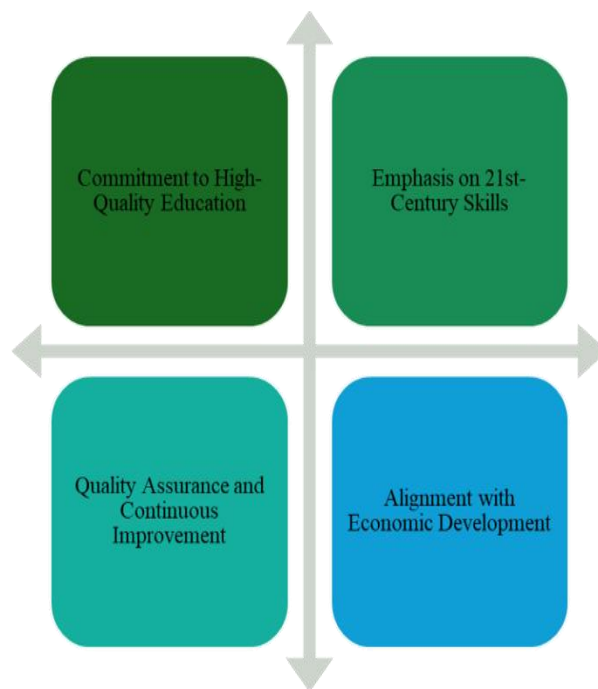 Commitment to High-
Quality Education
Emphasis on 21st-
Century Skills
Quality Assurance and
Continuous
Improvement
Alignment with
Economic Development